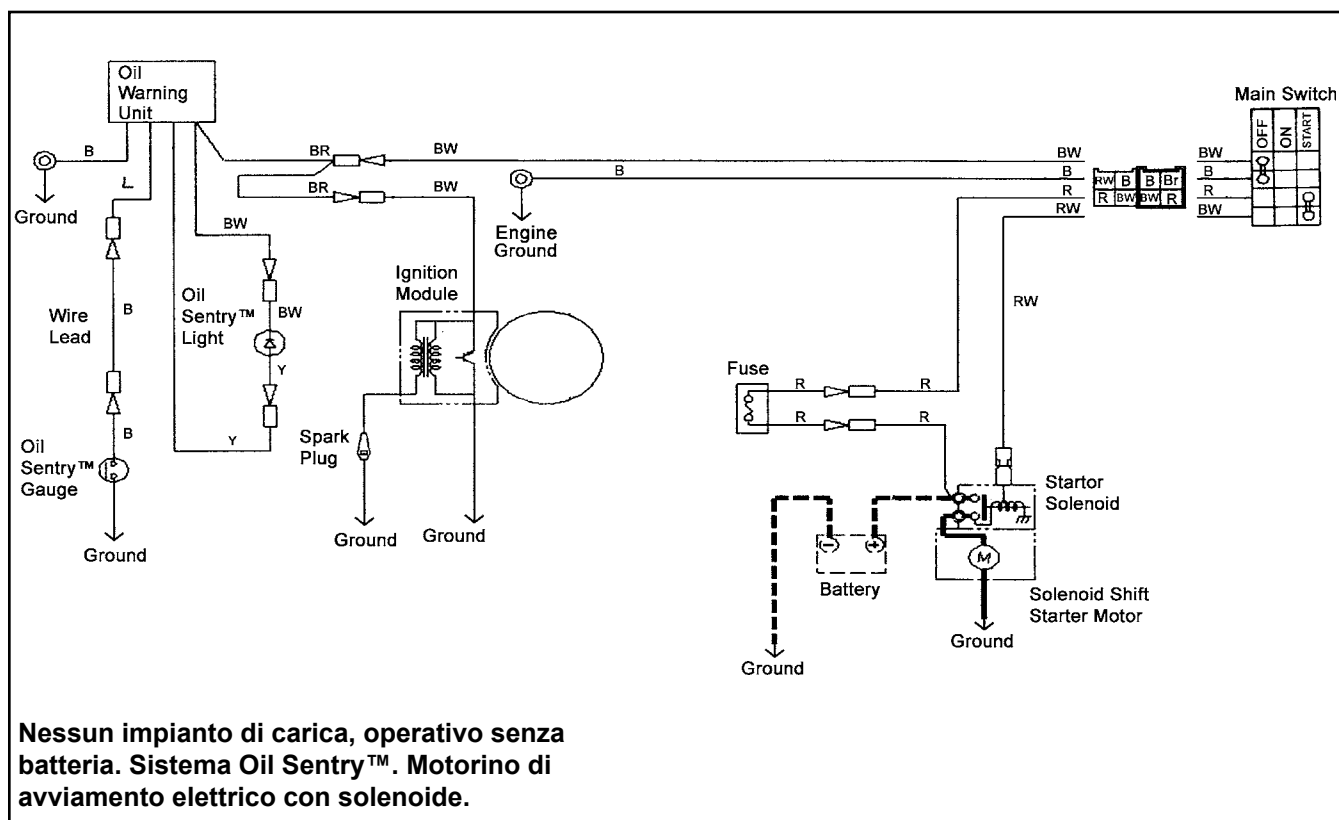 Oil
Warning
Unit
Main Switch
OFF
ON
START
B
BR
BW
BW
BW
L
B
B
BR
BW
R
RW
RW B B Br
R BW BW R
B
R
BW
Ground
Engine
Ground
BW
Ignition
Module
Oil
Sentry™
Light
BW
Wire
Lead
B
RW
Y
Fuse
R
R
R
R
B
Y
Spark
Plug
Oil
Sentry™
Gauge
Startor
Solenoid
Ground
Ground
Ground
-
+
M
Battery
Solenoid Shift
Starter Motor
Ground
Ground
Nessun impianto di carica, operativo senza
batteria. Sistema Oil Sentry™. Motorino di
avviamento elettrico con solenoide.